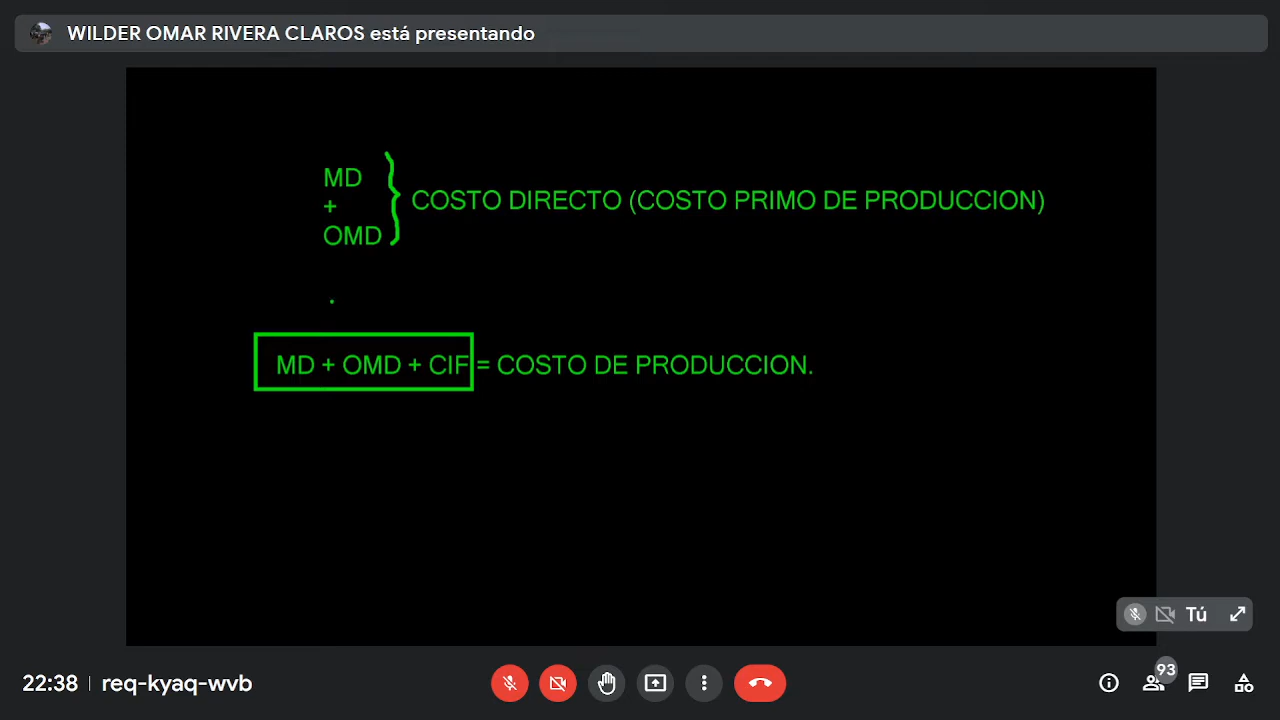 WILDER OMAR RIVERA CLAROS está presentando
MD
+
OMD
COSTO DIRECTO (COSTO PRIMO DE PRODUCCION)
.
MD + OMD + CIF = COSTO DE PRODUCCION.
Tú
22:38 | req-kyaq-wvb
93